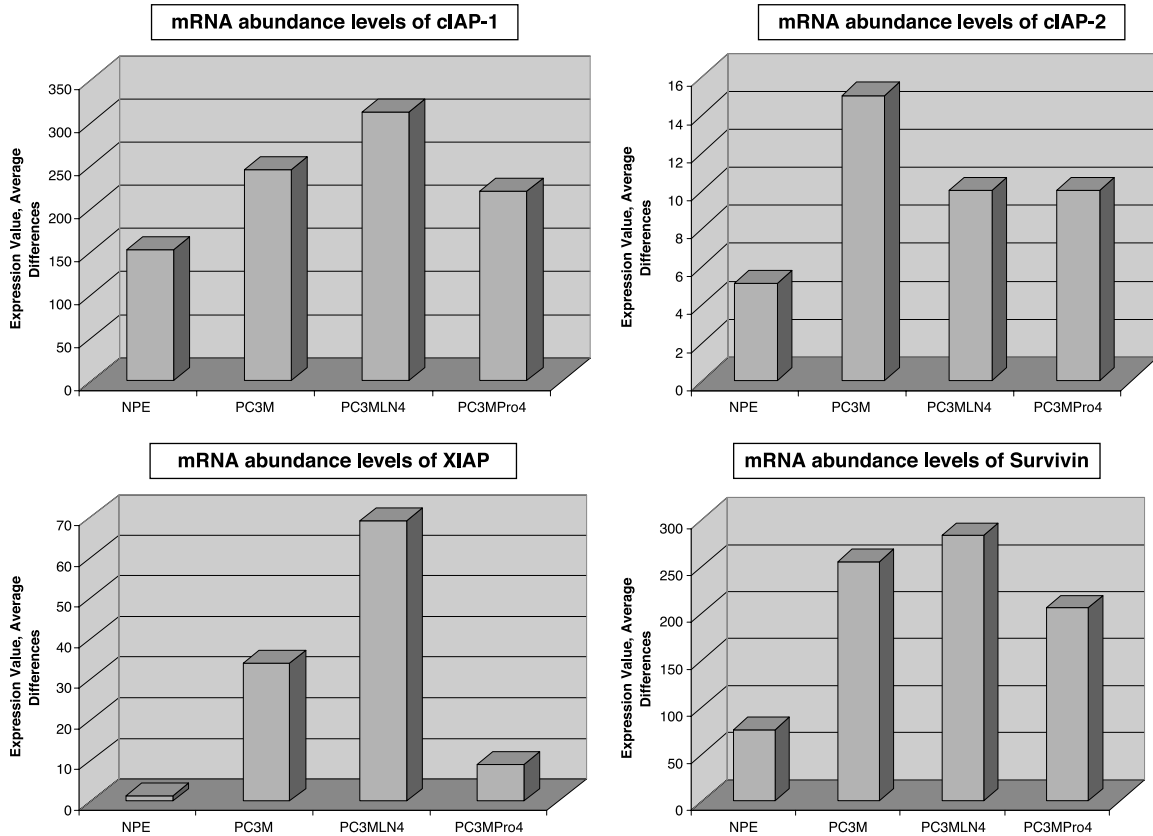 mRNA abundance levels of cIAP-1
Expression Value, Average
Differences
350
300
250
200
150
100
50
0
NPE PC3M PC3MLN4 PC3MPro4
mRNA abundance levels of cIAP-2
Expression Value, Average
Differences
16
14
12
10
8
6
4
2
0
NPE PC3M PC3MLN4 PC3MPro4
mRNA abundance levels of XIAP
Expression Value, Average
Differences
70
60
50
40
30
20
10
0
NPE PC3M PC3MLN4 PC3MPro4
mRNA abundance levels of Survivin
Expression Value, Average
Differences
300
250
200
150
100
50
0
NPE PC3M PC3MLN4 PC3MPro4